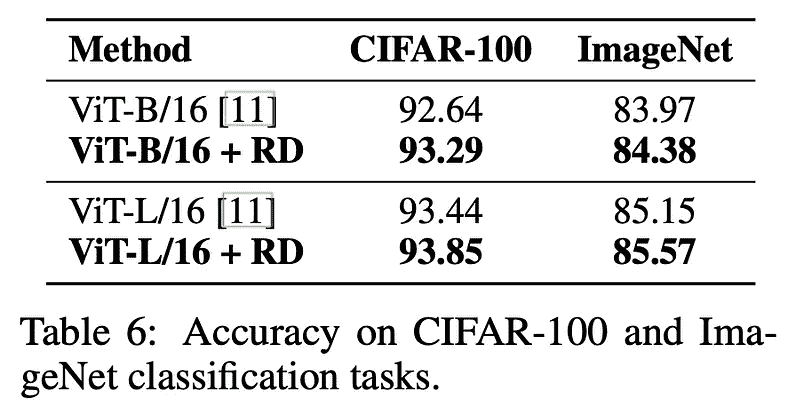 Method CIFAR-100 ImageNet
ViT-B/16 [11] 92.64 83.97
ViT-B/16 + RD 93.29 84.38
ViT-L/16 [11] 93.44 85.15
ViT-L/16 + RD 93.85 85.57
Table 6: Accuracy on CIFAR-100 and Ima-
geNet classification tasks.